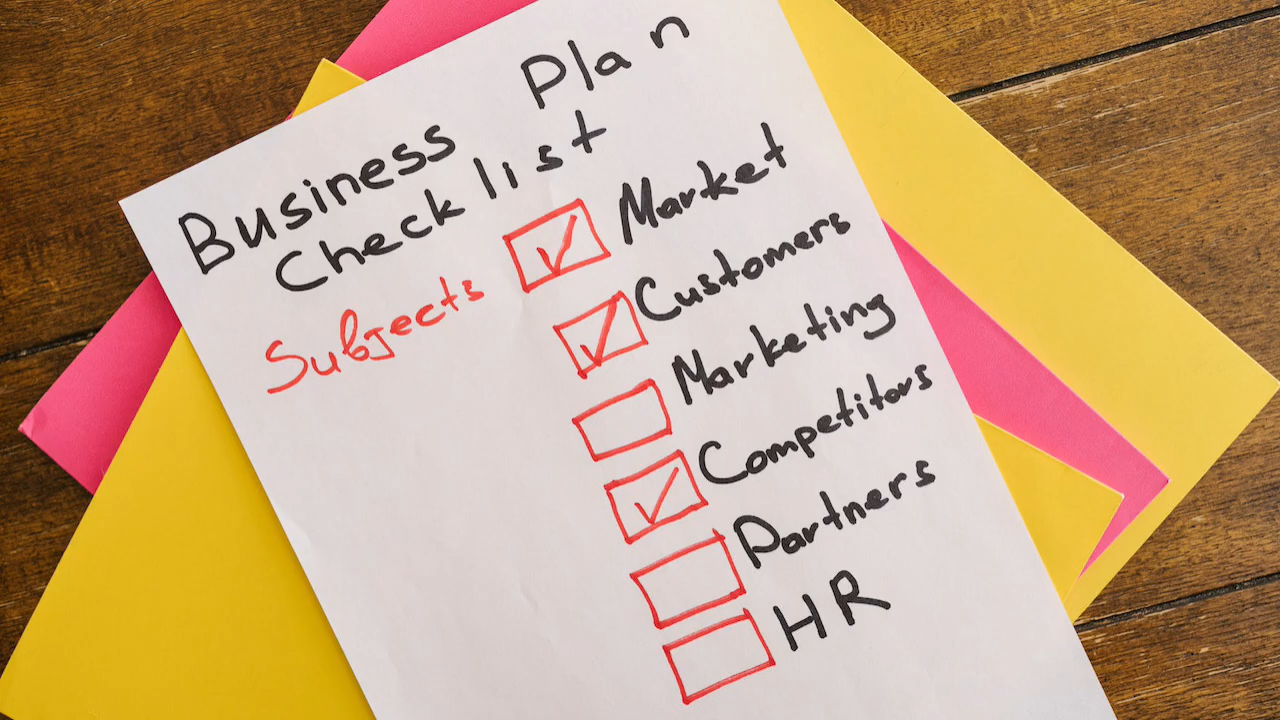 Business Plan
Checklist
Subjects
Market
Customers
Marketing
Competitors
Partners
HR